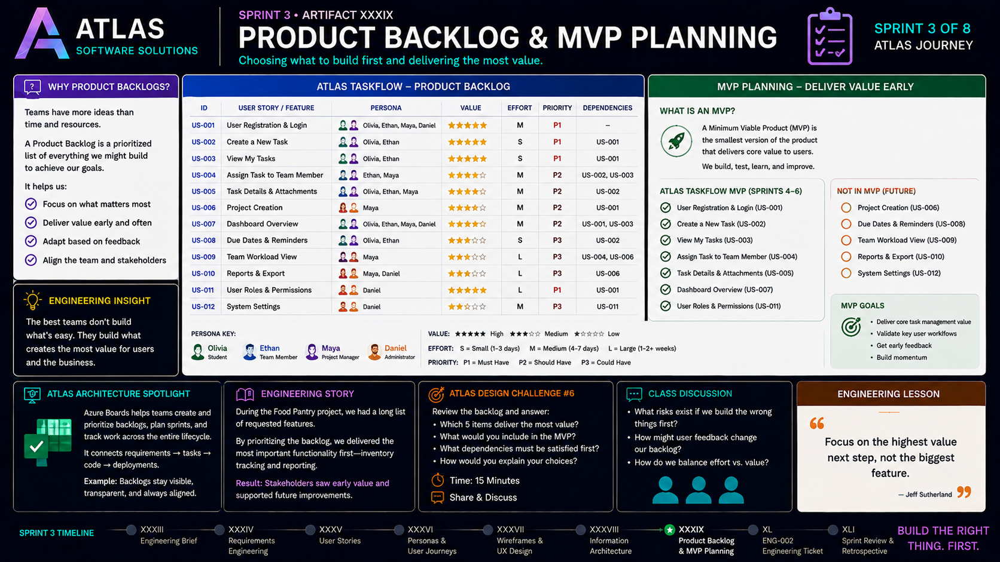 ATLAS
SOFTWARE SOLUTIONS
SPRINT 3 • ARTIFACT XXXIX
PRODUCT BACKLOG & MVP PLANNING
Choosing what to build first and delivering the most value.
SPRINT 3 OF 8
ATLAS JOURNEY
WHY PRODUCT BACKLOGS?
Teams have more ideas than
time and resources.
A Product Backlog is a prioritized
list of everything we might build
to achieve our goals.
It helps us:
Focus on what matters most
Deliver value early and often
Adapt based on feedback
Align the team and stakeholders
ENGINEERING INSIGHT
The best teams don't build
what's easy. They build what
creates the most value for users
and the business.
ATLAS TASKFLOW – PRODUCT BACKLOG
ID USER STORY / FEATURE PERSONA VALUE EFFORT PRIORITY DEPENDENCIES
US-001 User Registration & Login Olivia, Ethan, Maya, Daniel ★★★★★ M P1 –
US-002 Create a New Task Olivia, Ethan ★★★★★ S P1 US-001
US-003 View My Tasks Olivia, Ethan ★★★★★ S P1 US-001
US-004 Assign Task to Team Member Ethan, Maya ★★★★☆ M P2 US-002, US-003
US-005 Task Details & Attachments Olivia, Ethan, Maya ★★★★☆ M P2 US-002
US-006 Project Creation Maya ★★★★☆ M P2 US-001
US-007 Dashboard Overview Olivia, Ethan, Maya, Daniel ★★★★☆ M P2 US-001, US-003
US-008 Due Dates & Reminders Olivia, Ethan ★★★☆☆ S P3 US-002
US-009 Team Workload View Maya ★★★☆☆ L P3 US-004, US-006
US-010 Reports & Export Maya, Daniel ★★★☆☆ L P3 US-006
US-011 User Roles & Permissions Daniel ★★★★★ L P1 US-001
US-012 System Settings Daniel ★★☆☆☆ M P3 US-011
PERSONA KEY:
Olivia
Student
Ethan
Team Member
Maya
Project Manager
Daniel
Administrator
VALUE: ★★★★★ High ★★★☆☆ Medium ★☆☆☆☆ Low
EFFORT: S = Small (1–3 days) M = Medium (4–7 days) L = Large (1–2+ weeks)
PRIORITY: P1 = Must Have P2 = Should Have P3 = Could Have
MVP PLANNING – DELIVER VALUE EARLY
WHAT IS AN MVP?
A Minimum Viable Product (MVP) is
the smallest version of the product
that delivers core value to users.
We build, test, learn, and improve.
ATLAS TASKFLOW MVP (SPRINTS 4–6)
User Registration & Login (US-001)
Create a New Task (US-002)
View My Tasks (US-003)
Assign Task to Team Member (US-004)
Task Details & Attachments (US-005)
Dashboard Overview (US-007)
User Roles & Permissions (US-011)
NOT IN MVP (FUTURE)
Project Creation (US-006)
Due Dates & Reminders (US-008)
Team Workload View (US-009)
Reports & Export (US-010)
System Settings (US-012)
MVP GOALS
• Deliver core task management value
• Validate key user workflows
• Get early feedback
• Build momentum
ATLAS ARCHITECTURE SPOTLIGHT
Azure Boards helps teams create and
prioritize backlogs, plan sprints, and
track work across the entire lifecycle.
It connects requirements → tasks →
code → deployments.
Example: Backlogs stay visible,
transparent, and always aligned.
ENGINEERING STORY
During the Food Pantry project, we had a long list
of requested features.
By prioritizing the backlog, we delivered the
most important functionality first—inventory
tracking and reporting.
Result: Stakeholders saw early value and
supported future improvements.
ATLAS DESIGN CHALLENGE #6
Review the backlog and answer:
• Which 5 items deliver the most value?
• What would you include in the MVP?
• What dependencies must be satisfied first?
• How would you explain your choices?
Time: 15 Minutes
Share & Discuss
CLASS DISCUSSION
• What risks exist if we build the wrong
things first?
• How might user feedback change
our backlog?
• How do we balance effort vs. value?
ENGINEERING LESSON
“
Focus on the highest value
next step, not the biggest
feature.
— Jeff Sutherland ”
SPRINT 3 TIMELINE
XXXIII
Engineering Brief
XXXIV
Requirements
Engineering
XXXV
User Stories
XXXVI
Personas &
User Journeys
XXXVII
Wireframes &
UX Design
XXXVIII
Information
Architecture
XXXIX
Product Backlog
& MVP Planning
XL
ENG-002
Engineering Ticket
XLI
Sprint Review &
Retrospective
BUILD THE RIGHT
THING. FIRST.